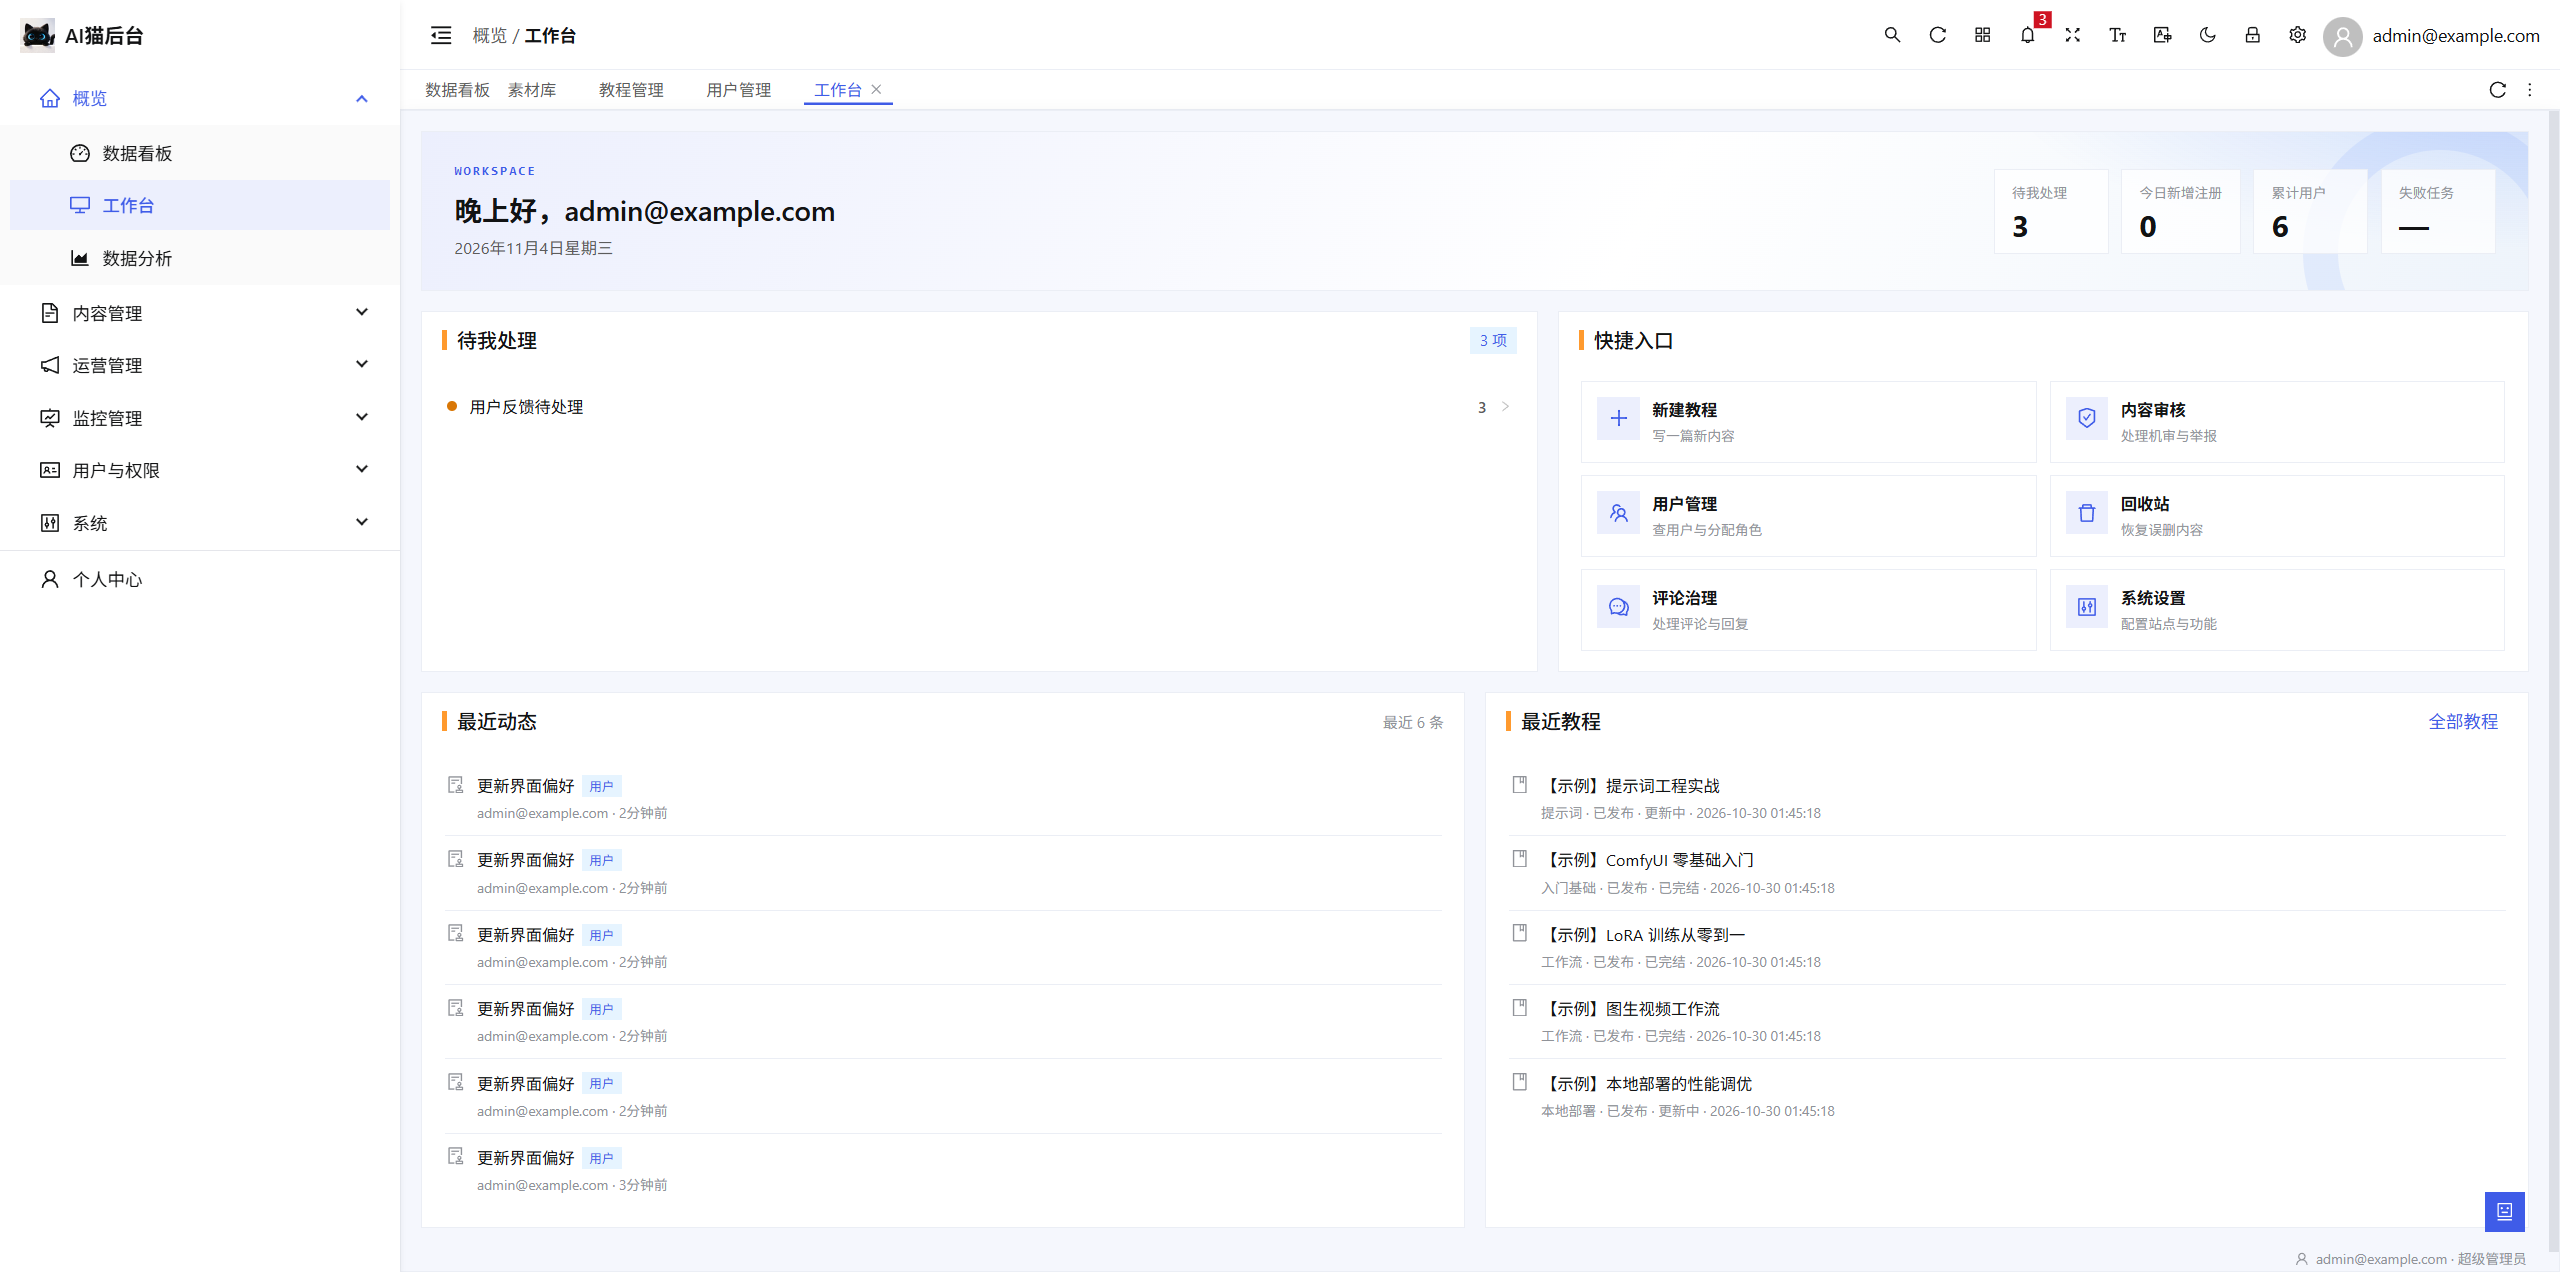 AI猫后台
概览 / 工作台
3
admin@example.com
数据看板
素材库
教程管理
用户管理
工作台
概览
数据看板
工作台
数据分析
内容管理
运营管理
监控管理
用户与权限
系统
个人中心
WORKSPACE
晚上好，admin@example.com
2026年11月4日星期三
待我处理
3
今日新增注册
0
累计用户
6
失败任务
—
待我处理
3 项
用户反馈待处理
3
快捷入口
新建教程
写一篇新内容
内容审核
处理机审与举报
用户管理
查用户与分配角色
回收站
恢复误删内容
评论治理
处理评论与回复
系统设置
配置站点与功能
最近动态
最近 6 条
更新界面偏好 用户
admin@example.com · 2分钟前
更新界面偏好 用户
admin@example.com · 2分钟前
更新界面偏好 用户
admin@example.com · 2分钟前
更新界面偏好 用户
admin@example.com · 2分钟前
更新界面偏好 用户
admin@example.com · 2分钟前
更新界面偏好 用户
admin@example.com · 3分钟前
最近教程
全部教程
【示例】提示词工程实战
提示词 · 已发布 · 更新中 · 2026-10-30 01:45:18
【示例】ComfyUI 零基础入门
入门基础 · 已发布 · 已完结 · 2026-10-30 01:45:18
【示例】LoRA 训练从零到一
工作流 · 已发布 · 已完结 · 2026-10-30 01:45:18
【示例】图生视频工作流
工作流 · 已发布 · 已完结 · 2026-10-30 01:45:18
【示例】本地部署的性能调优
本地部署 · 已发布 · 更新中 · 2026-10-30 01:45:18
admin@example.com · 超级管理员